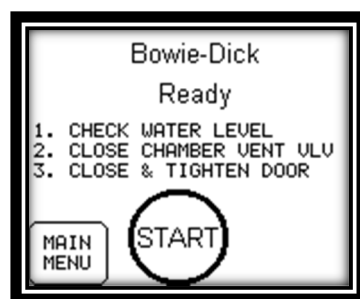 Bowie-Dick
Ready
1. CHECK WATER LEVEL
2. CLOSE CHAMBER VENT VLV
3. CLOSE & TIGHTEN DOOR
START
MAIN
MENU